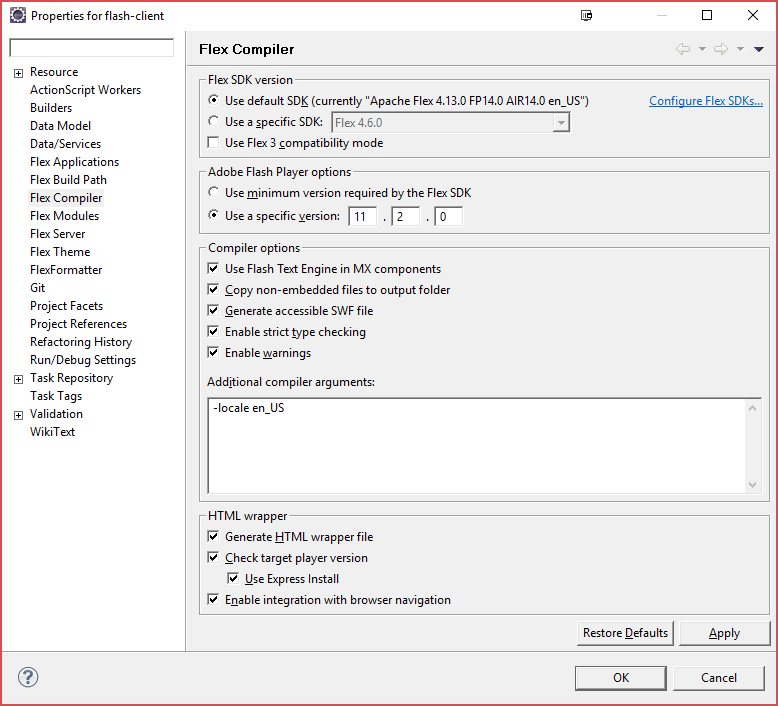 Properties for flash-client
Flex Compiler
Resource
ActionScript Workers
Builders
Data Model
Data/Services
Flex Applications
Flex Build Path
Flex Compiler
Flex Modules
Flex Server
Flex Theme
FlexFormatter
Git
Project Facets
Project References
Refactoring History
Run/Debug Settings
Task Repository
Task Tags
Validation
WikiText
Flex SDK version
Use default SDK (currently "Apache Flex 4.13.0 FP14.0 AIR14.0 en_US") Configure Flex SDKs...
Use a specific SDK: Flex 4.6.0
Use Flex 3 compatibility mode
Adobe Flash Player options
Use minimum version required by the Flex SDK
Use a specific version: 11 . 2 . 0
Compiler options
Use Flash Text Engine in MX components
Copy non-embedded files to output folder
Generate accessible SWF file
Enable strict type checking
Enable warnings
Additional compiler arguments:
-locale en_US
HTML wrapper
Generate HTML wrapper file
Check target player version
Use Express Install
Enable integration with browser navigation
Restore Defaults Apply
? OK Cancel